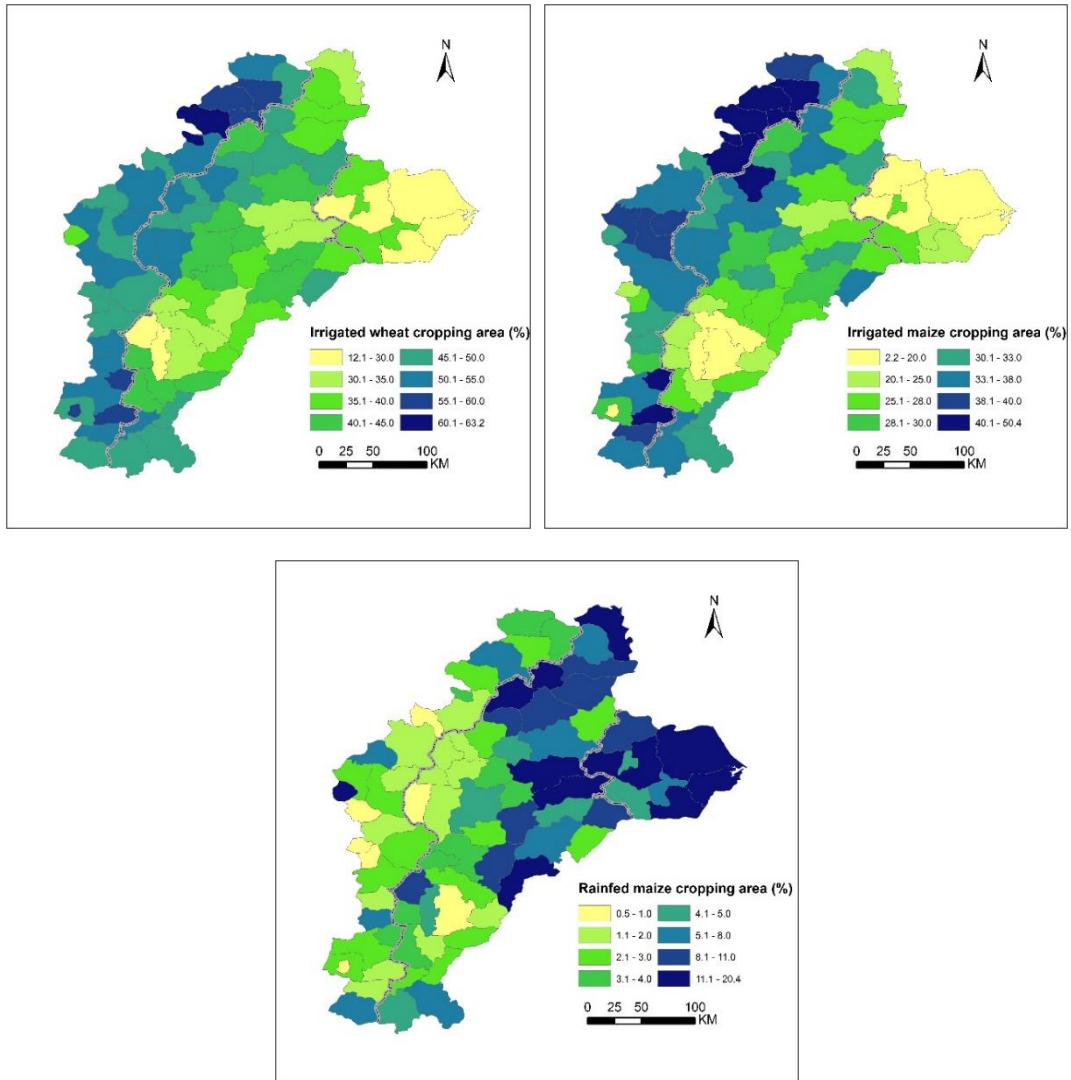 N
Irrigated wheat cropping area (%)
12.1 - 30.0 45.1 - 50.0
30.1 - 35.0 50.1 - 55.0
35.1 - 40.0 55.1 - 60.0
40.1 - 45.0 60.1 - 63.2
0 25 50 100
KM
N
Irrigated maize cropping area (%)
2.2 - 20.0 30.1 - 33.0
20.1 - 25.0 33.1 - 38.0
25.1 - 28.0 38.1 - 40.0
28.1 - 30.0 40.1 - 50.4
0 25 50 100
KM
N
Rainfed maize cropping area (%)
0.5 - 1.0 4.1 - 5.0
1.1 - 2.0 5.1 - 8.0
2.1 - 3.0 8.1 - 11.0
3.1 - 4.0 11.1 - 20.4
0 25 50 100
KM